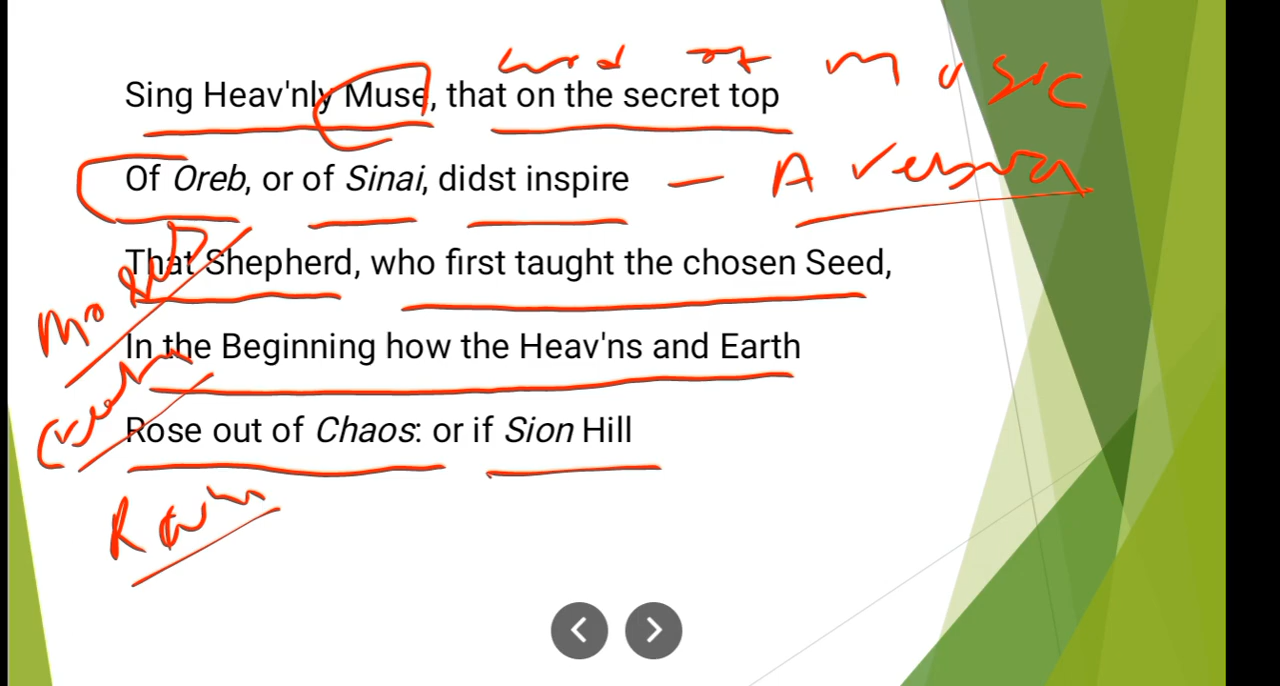 of music
Sing Heav'nly Muse, that on the secret top
Of Oreb, or of Sinai, didst inspire — A version
That Shepherd, who first taught the chosen Seed,
In the Beginning how the Heav'ns and Earth
Rose out of Chaos: or if Sion Hill